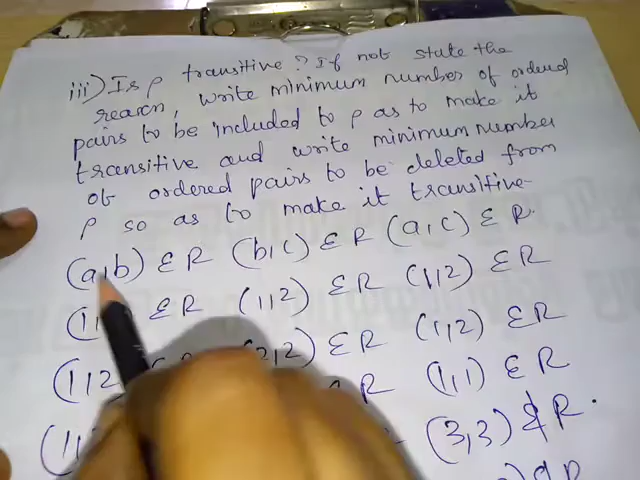 iii) Is ρ transitive? If not state the
reason, write minimum number of ordered
pairs to be included to ρ as to make it
transitive and write minimum number
of ordered pairs to be deleted from
ρ so as to make it transitive-
(a,b) ε R (b,c) ε R (a,c) ε R.
(1, ε R (1,2) ε R (1,2) ε R
(1,2 2,2) ε R (1,2) ε R
R (1,1) ε R
(3,3) ∉ R.